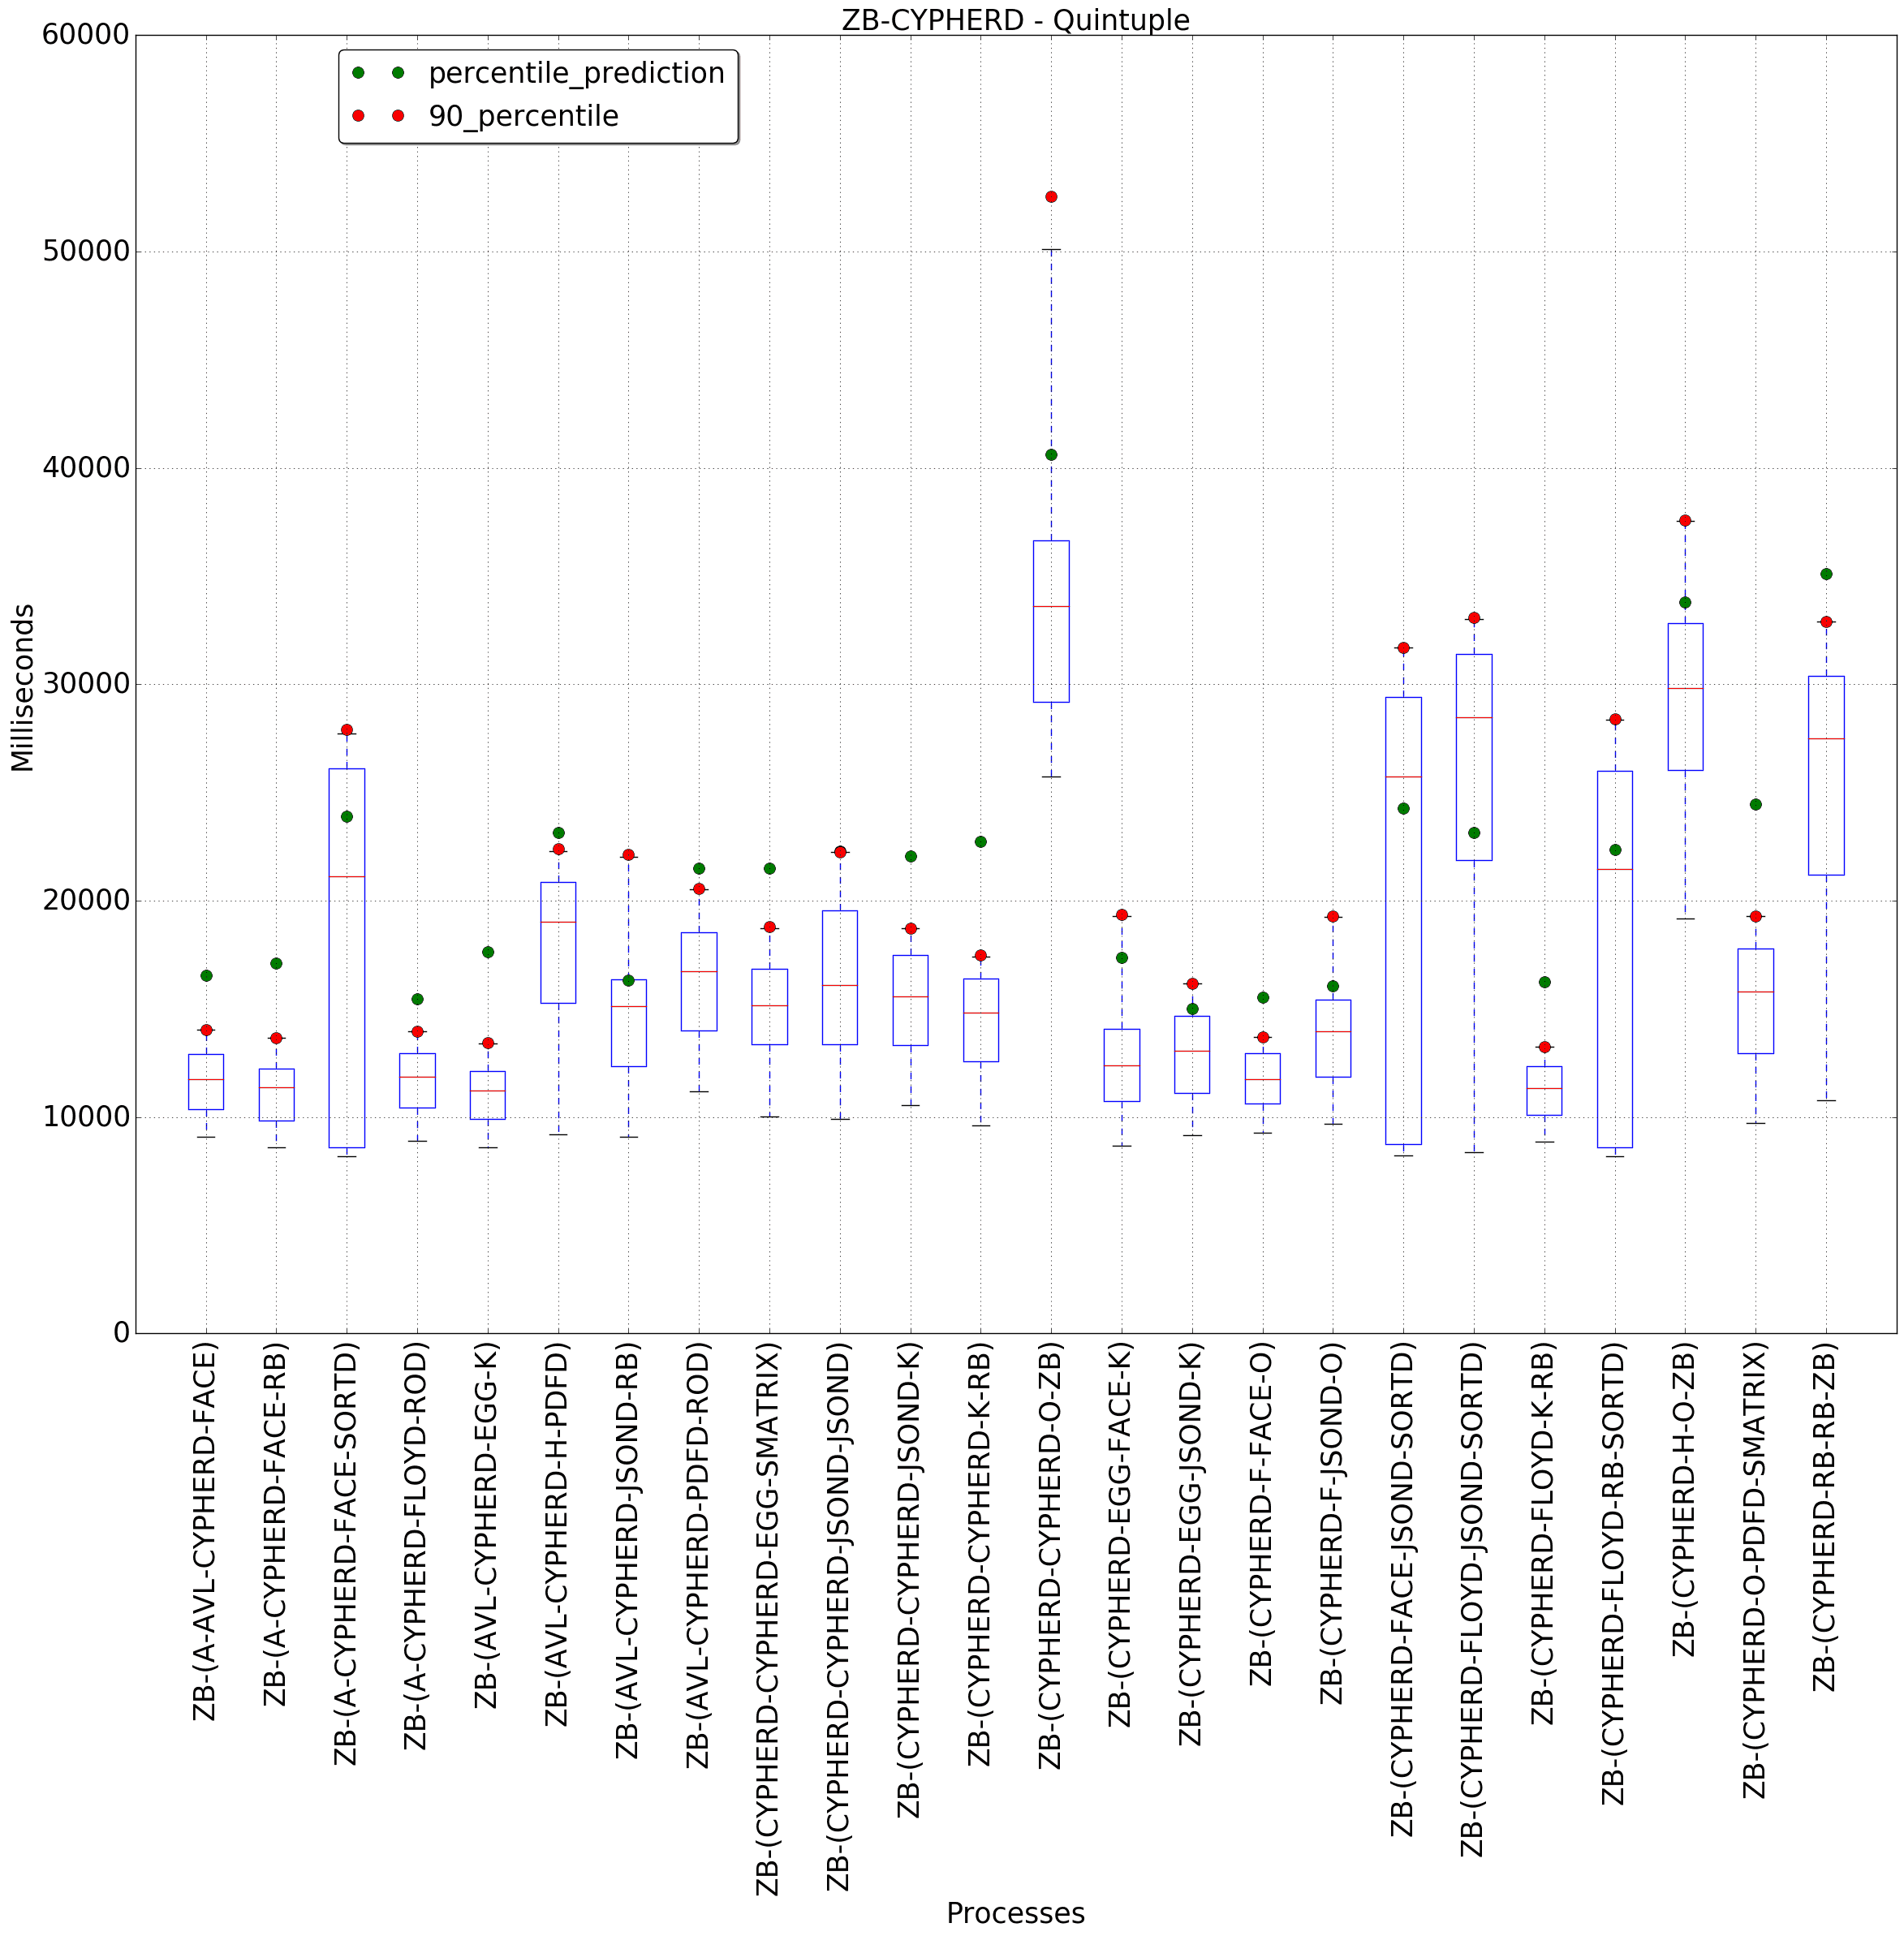 ZB-CYPHERD - Quintuple
percentile_prediction
90_percentile
60000
50000
40000
30000
20000
10000
0
Milliseconds
ZB-(A-AVL-CYPHERD-FACE)
ZB-(A-CYPHERD-FACE-RB)
ZB-(A-CYPHERD-FACE-SORTD)
ZB-(A-CYPHERD-FLOYD-ROD)
ZB-(AVL-CYPHERD-EGG-K)
ZB-(AVL-CYPHERD-H-PDFD)
ZB-(AVL-CYPHERD-JSOND-RB)
ZB-(AVL-CYPHERD-PDFD-ROD)
ZB-(CYPHERD-CYPHERD-EGG-SMATRIX)
ZB-(CYPHERD-CYPHERD-JSOND-JSOND)
ZB-(CYPHERD-CYPHERD-JSOND-K)
ZB-(CYPHERD-CYPHERD-K-RB)
ZB-(CYPHERD-CYPHERD-O-ZB)
ZB-(CYPHERD-EGG-FACE-K)
ZB-(CYPHERD-EGG-JSOND-K)
ZB-(CYPHERD-F-FACE-O)
ZB-(CYPHERD-F-JSOND-O)
ZB-(CYPHERD-FACE-JSOND-SORTD)
ZB-(CYPHERD-FLOYD-JSOND-SORTD)
ZB-(CYPHERD-FLOYD-K-RB)
ZB-(CYPHERD-FLOYD-RB-SORTD)
ZB-(CYPHERD-H-O-ZB)
ZB-(CYPHERD-O-PDFD-SMATRIX)
ZB-(CYPHERD-RB-RB-ZB)
Processes